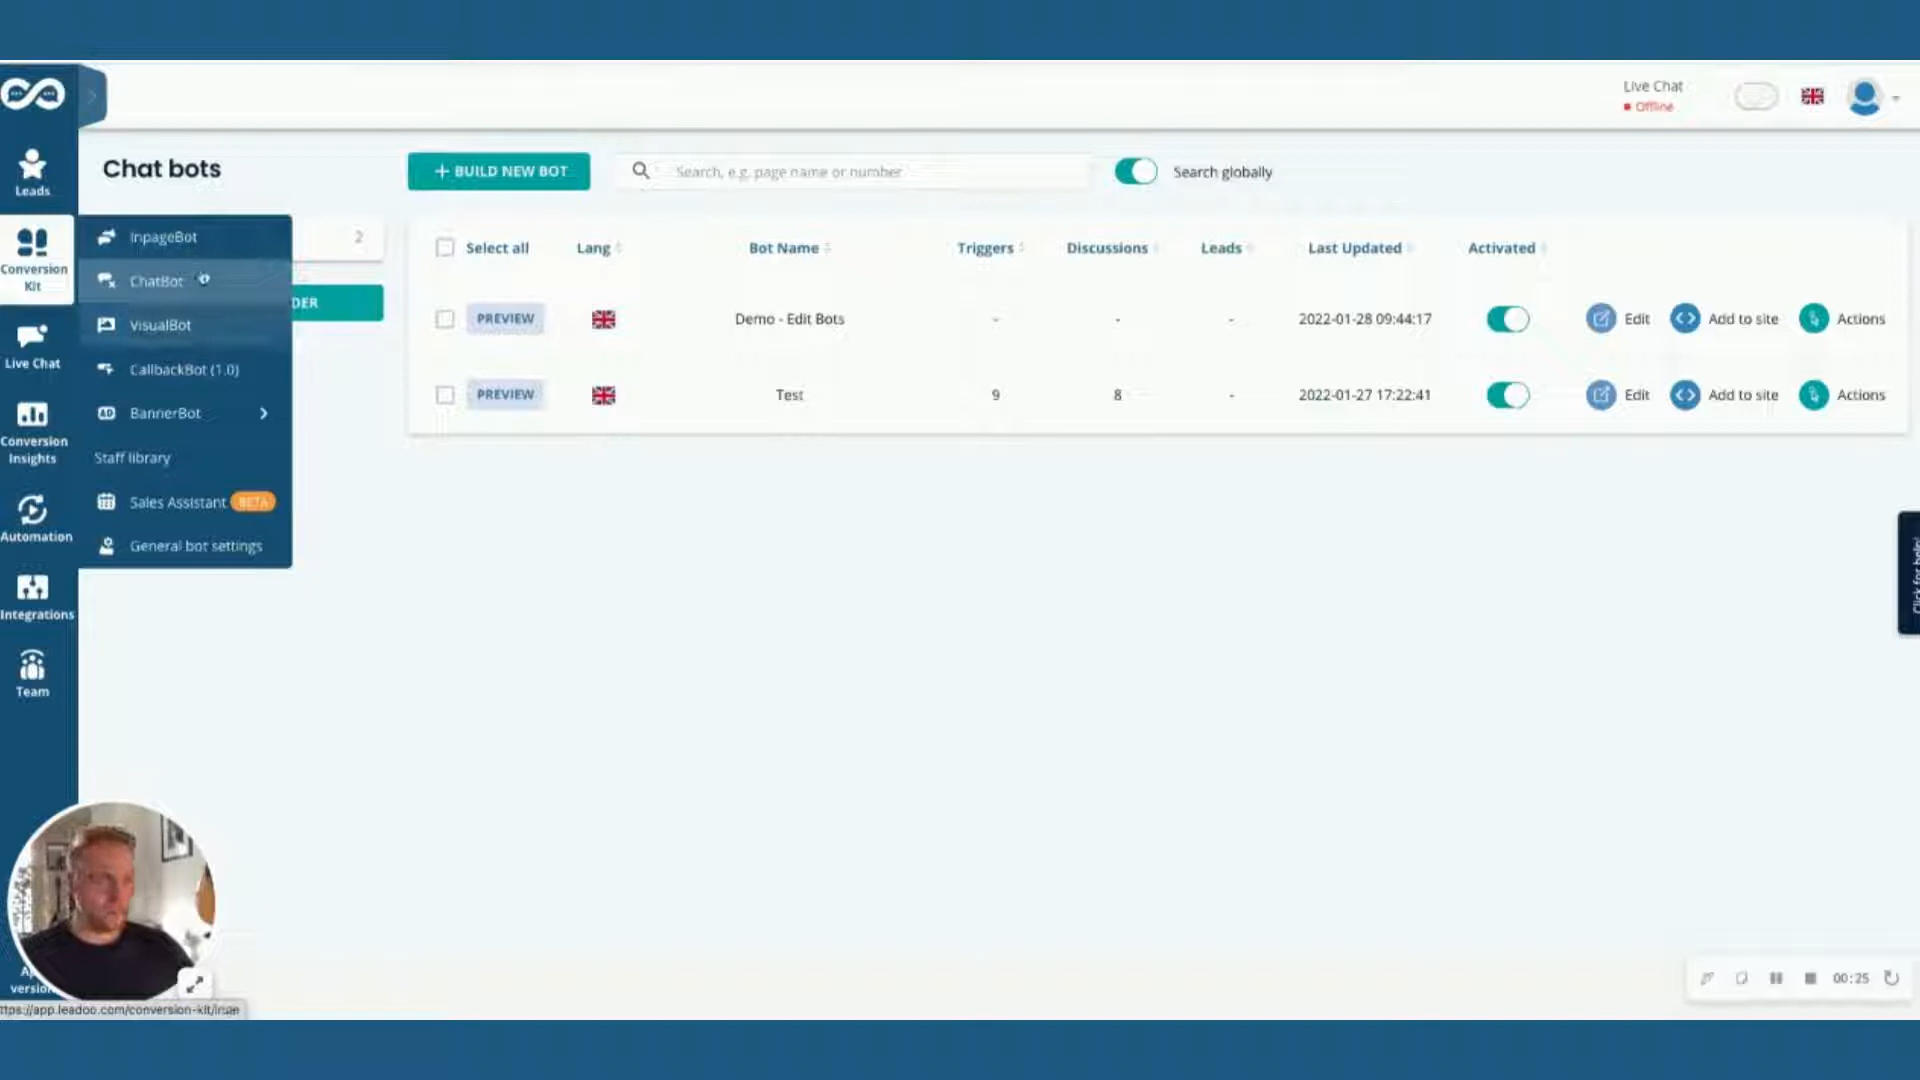 Live Chat
Offline
Leads
Chat bots
BUILD NEW BOT
Search, e.g. page name or number
Search globally
Conversion
Kit
InpageBot
2
ChatBot
DER
VisualBot
CallbackBot (1.0)
BannerBot
Staff library
Sales Assistant BETA
General bot settings
Select all Lang Bot Name Triggers Discussions Leads Last Updated Activated
PREVIEW Demo - Edit Bots - - - 2022-01-28 09:44:17 Edit Add to site Actions
PREVIEW Test 9 8 - 2022-01-27 17:22:41 Edit Add to site Actions
Live Chat
Conversion
Insights
Automation
Integrations
Team
Click for help!
version
ttps://app.leadoo.com/conversion-kit/
00:25